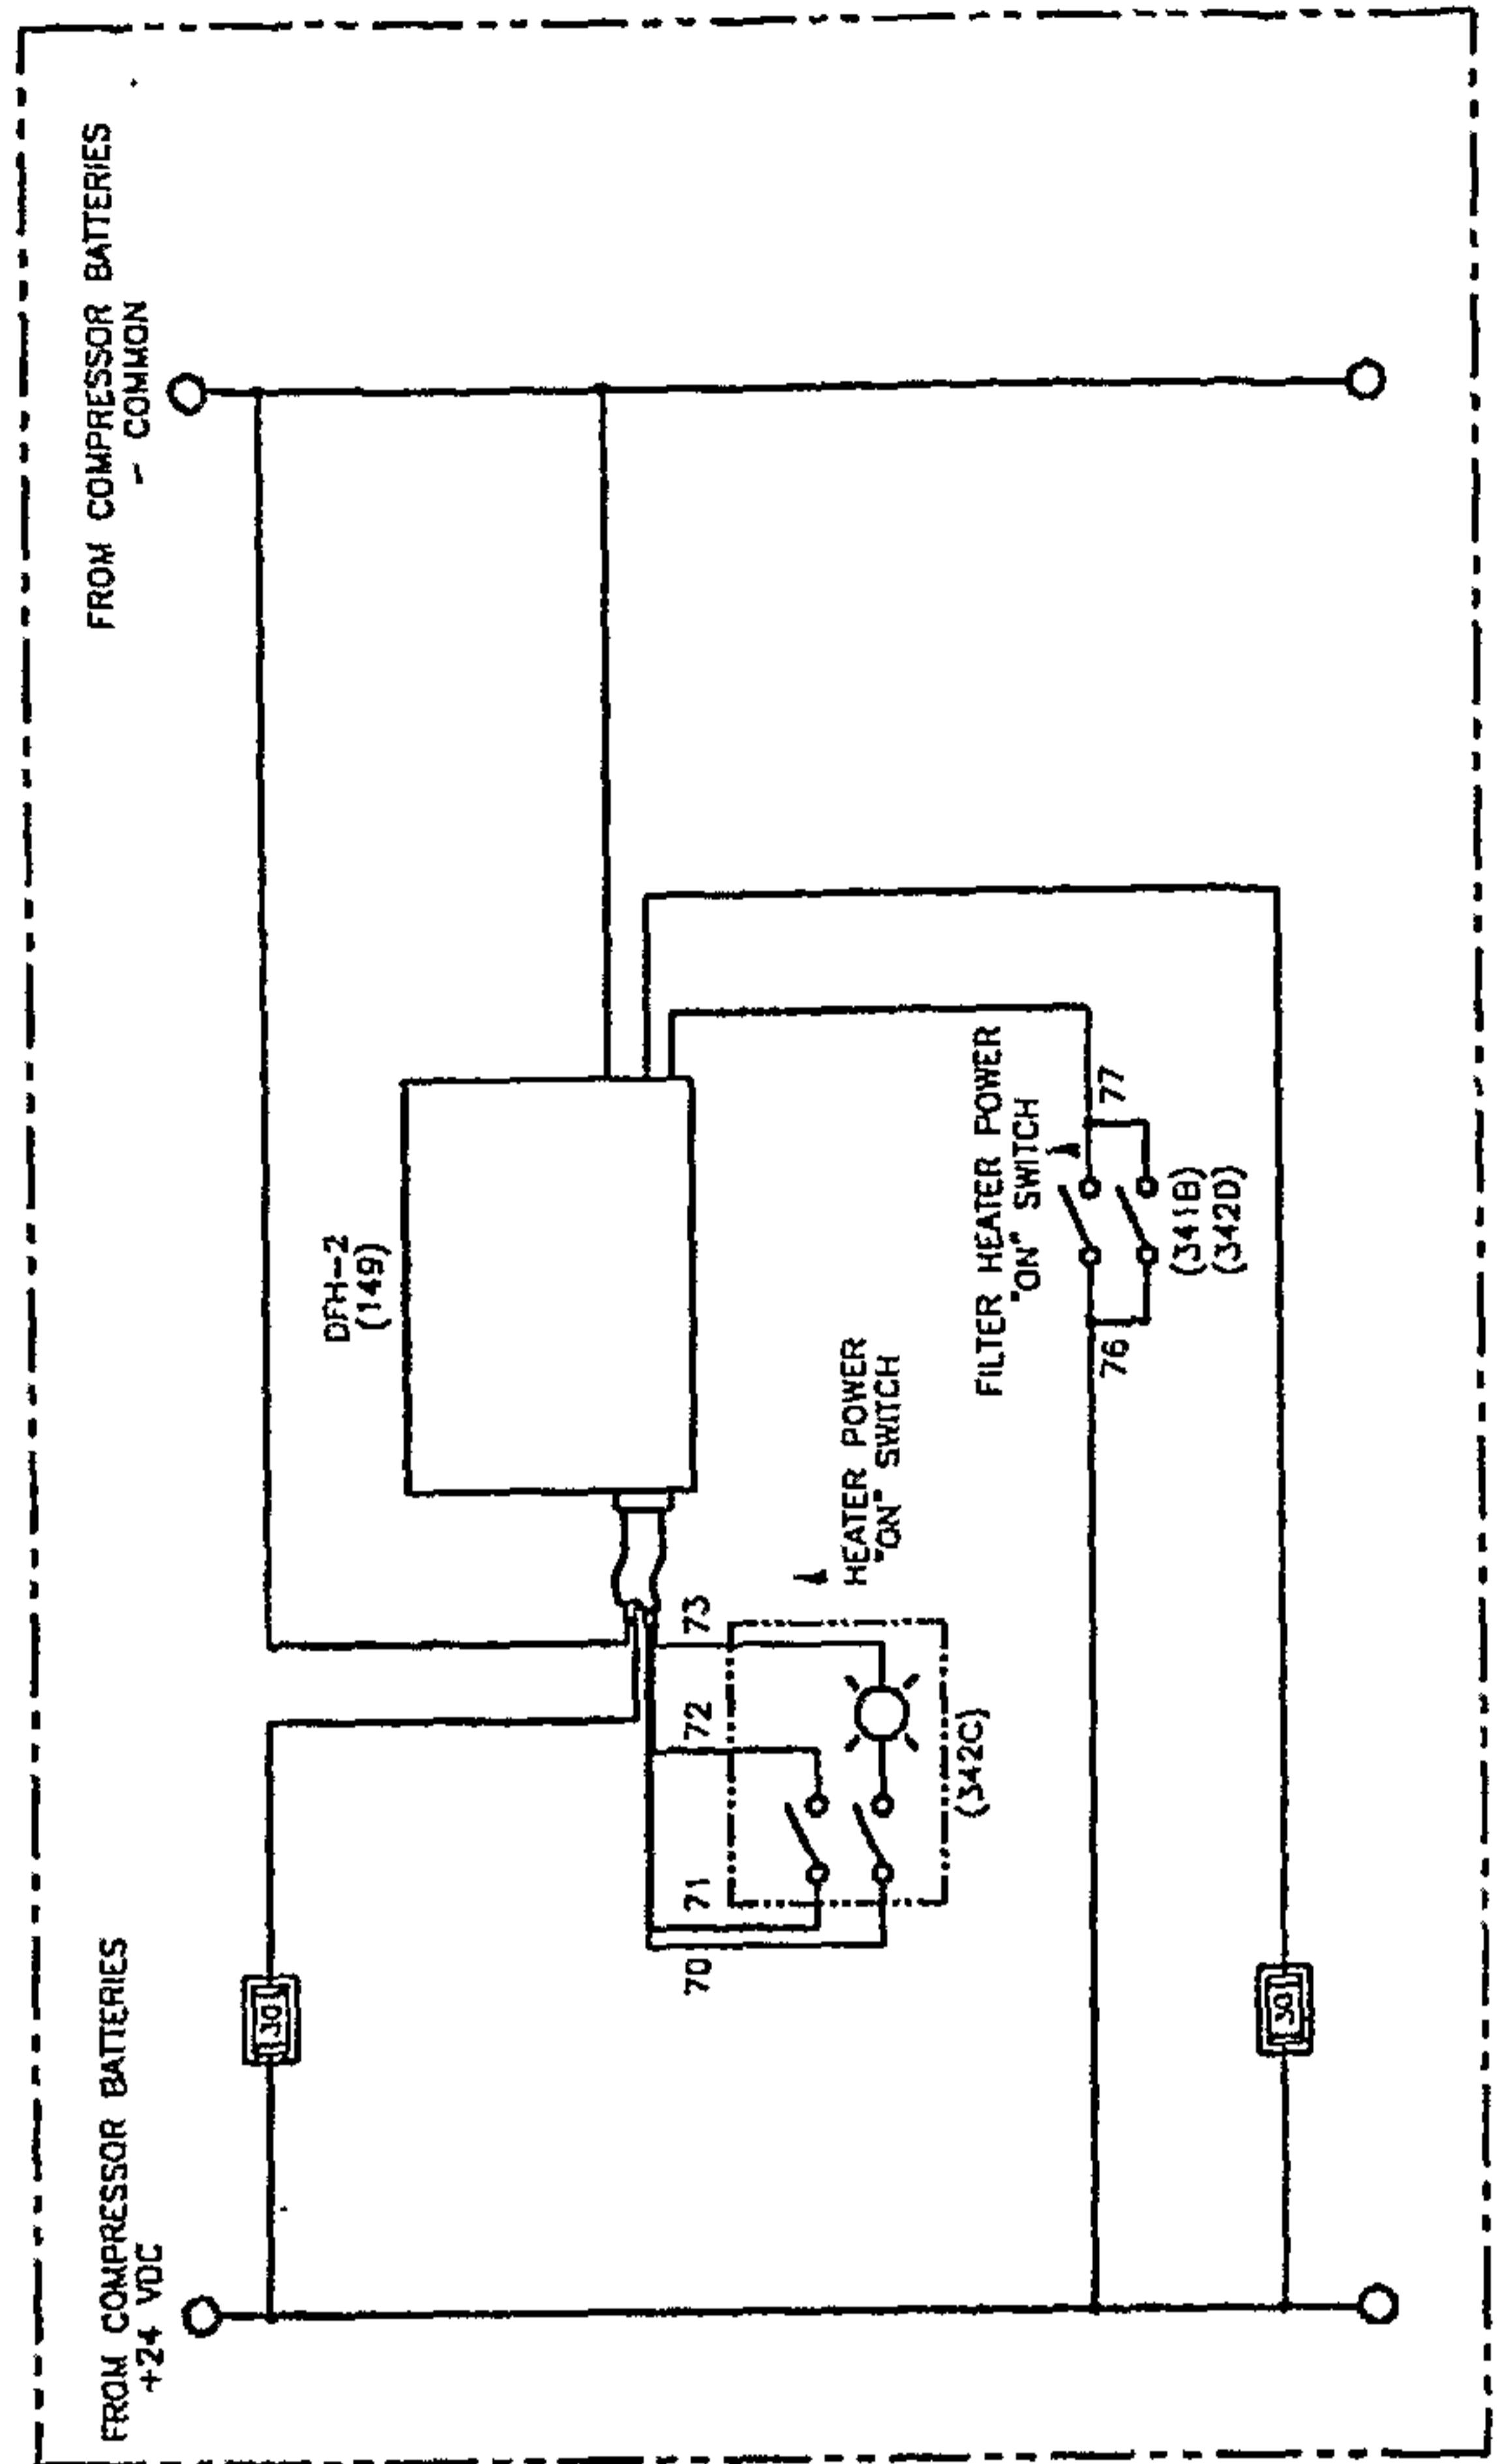 FROM COMPRESSOR BATTERIES
+24 VDC
FROM COMPRESSOR BATTERIES
- COMMON
30
DFH-2
(149)
70
71
72
73
HEATER POWER
"ON" SWITCH
(342C)
FILTER HEATER POWER
"ON" SWITCH
76
77
(341B)
(342D)
30